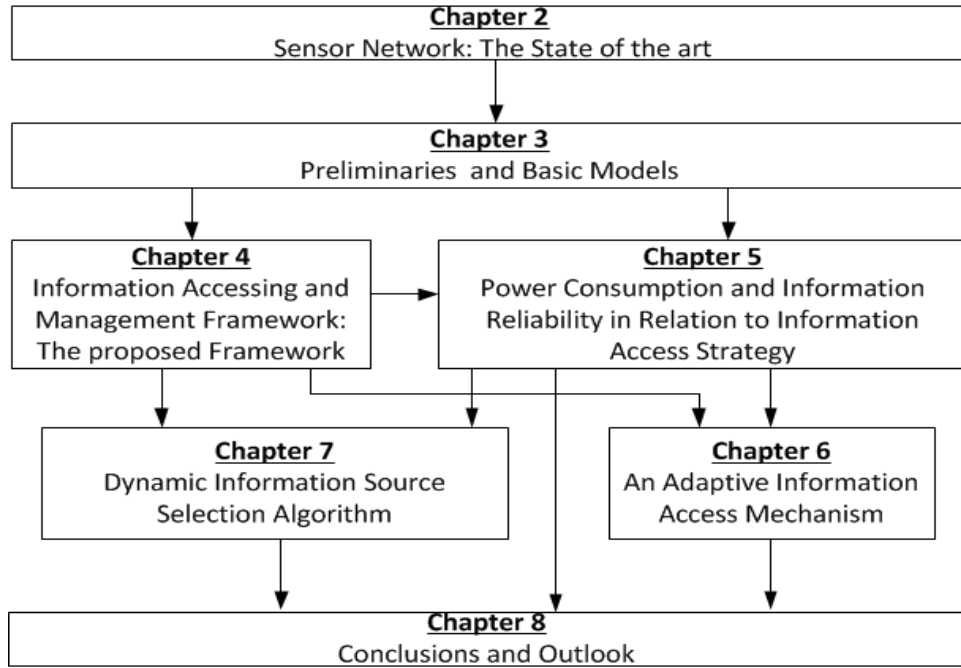 Chapter 2
Sensor Network: The State of the art
Chapter 3
Preliminaries and Basic Models
Chapter 4
Information Accessing and
Management Framework:
The proposed Framework
Chapter 5
Power Consumption and Information
Reliability in Relation to Information
Access Strategy
Chapter 7
Dynamic Information Source
Selection Algorithm
Chapter 6
An Adaptive Information
Access Mechanism
Chapter 8
Conclusions and Outlook